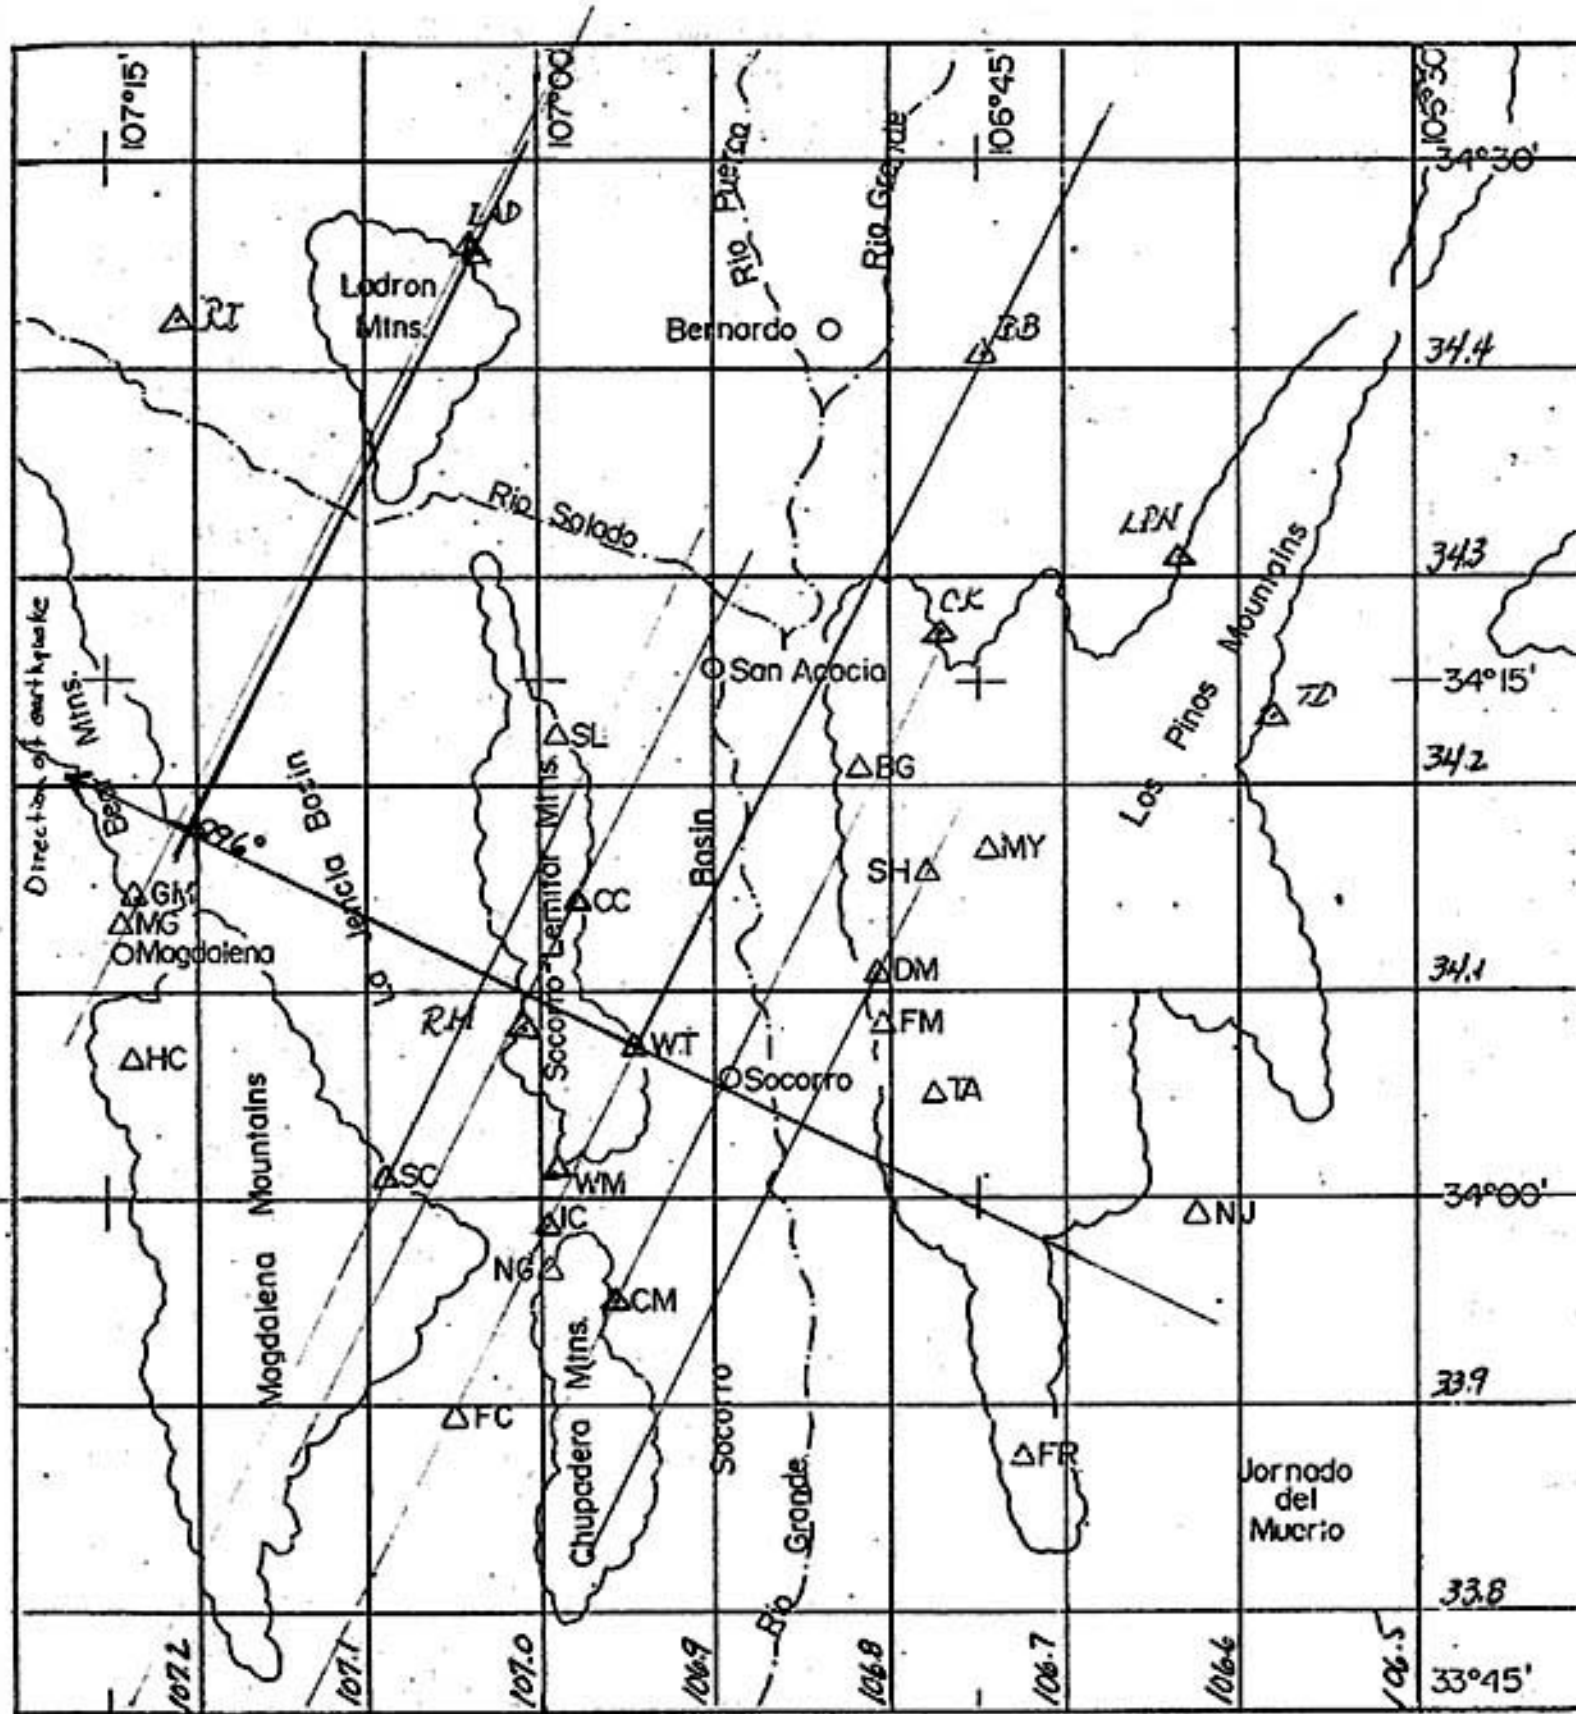 107°15'
107°00'
106°45'
105°30'
34°30'
LAD
Ladron
Mtns.
RI
Rio Puerco
Rio Grande
Bernardo
BB
34.4
Rio Salado
LPN
34.3
CK
Los Pinos Mountains
San Acacia
34°15'
TD
Direction of earthquake
Bear Mtns.
SL
BG
34.2
296°
La Jencia Basin
Socorro-Lemitar Mtns.
Socorro Basin
MY
SH
GM
MG
CC
Magdalena
DM
34.1
RM
FM
WT
HC
Socorro
TA
Magdalena Mountains
SC
WM
34°00'
NJ
JC
NG
CM
Chupadera Mtns.
33.9
FC
FR
Rio Grande
Jornado
del
Muerto
33.8
107.2
107.1
107.0
106.9
106.8
106.7
106.6
106.5
33°45'